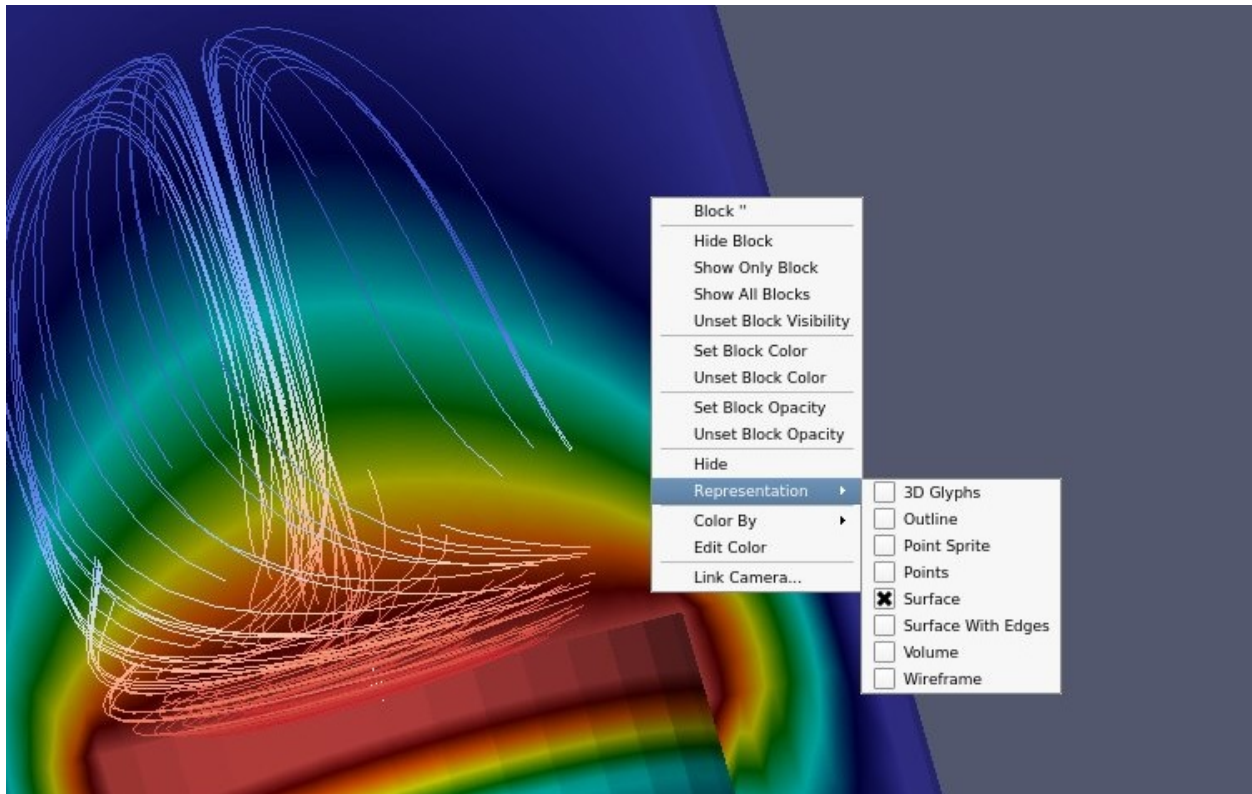 Block "
Hide Block
Show Only Block
Show All Blocks
Unset Block Visibility
Set Block Color
Unset Block Color
Set Block Opacity
Unset Block Opacity
Hide
Representation
Color By
Edit Color
Link Camera...
3D Glyphs
Outline
Point Sprite
Points
Surface
Surface With Edges
Volume
Wireframe